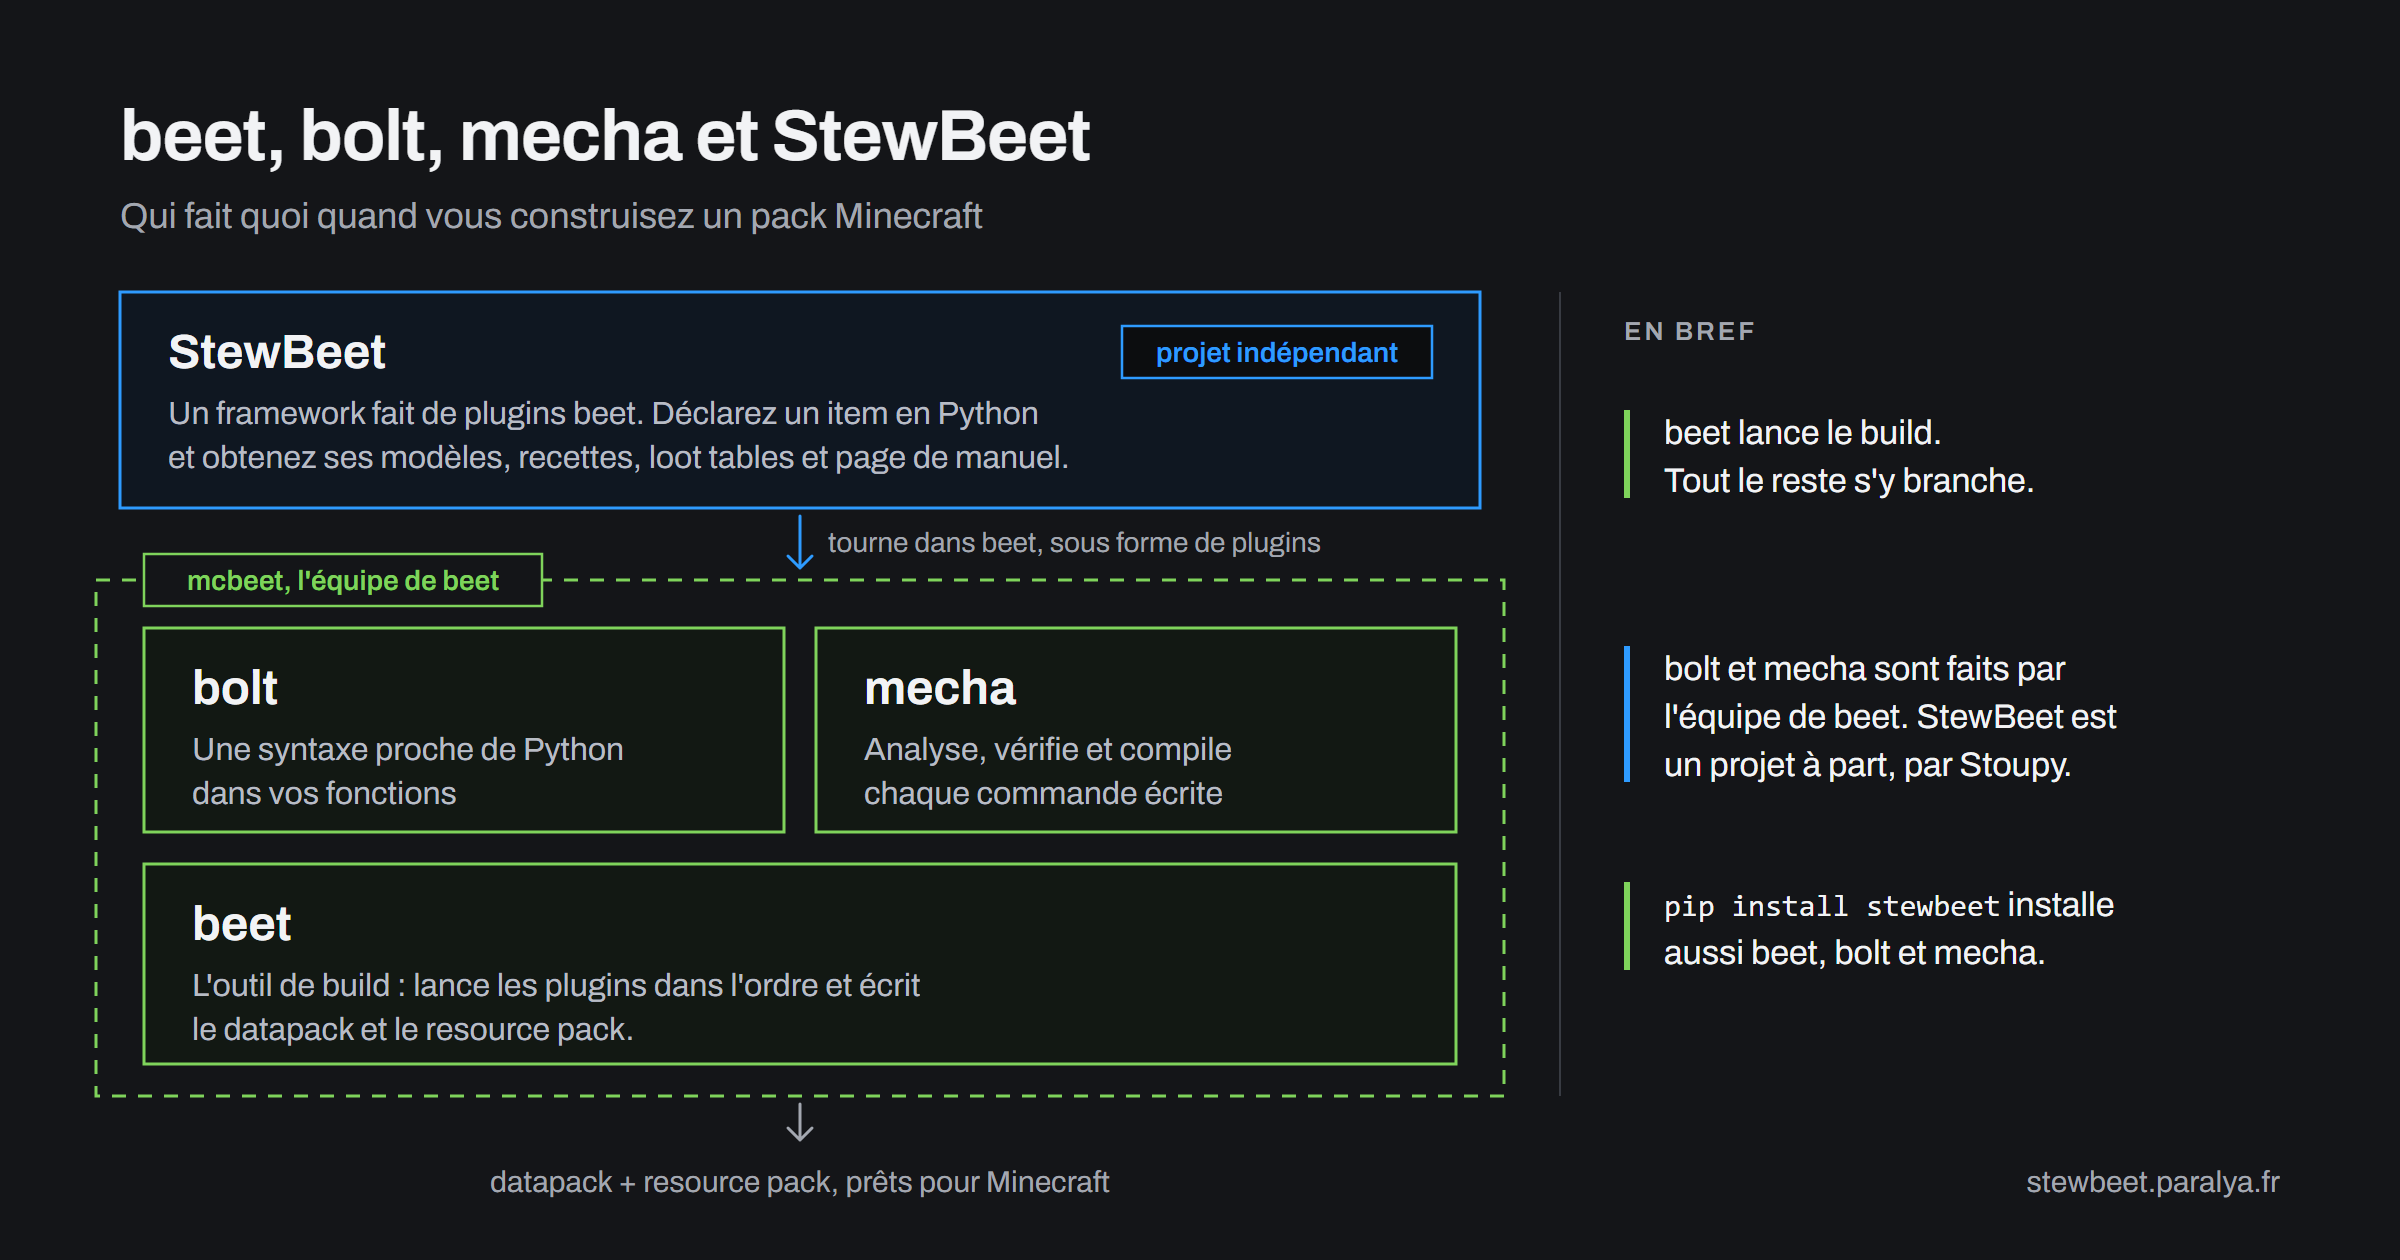 beet, bolt, mecha et StewBeet
Qui fait quoi quand vous construisez un pack Minecraft
StewBeet
projet indépendant
Un framework fait de plugins beet. Déclarez un item en Python
et obtenez ses modèles, recettes, loot tables et page de manuel.
tourne dans beet, sous forme de plugins
mcbeet, l'équipe de beet
bolt
Une syntaxe proche de Python
dans vos fonctions
mecha
Analyse, vérifie et compile
chaque commande écrite
beet
L'outil de build : lance les plugins dans l'ordre et écrit
le datapack et le resource pack.
datapack + resource pack, prêts pour Minecraft
EN BREF
beet lance le build.
Tout le reste s'y branche.
bolt et mecha sont faits par
l'équipe de beet. StewBeet est
un projet à part, par Stoupy.
pip install stewbeet installe
aussi beet, bolt et mecha.
stewbeet.paralya.fr